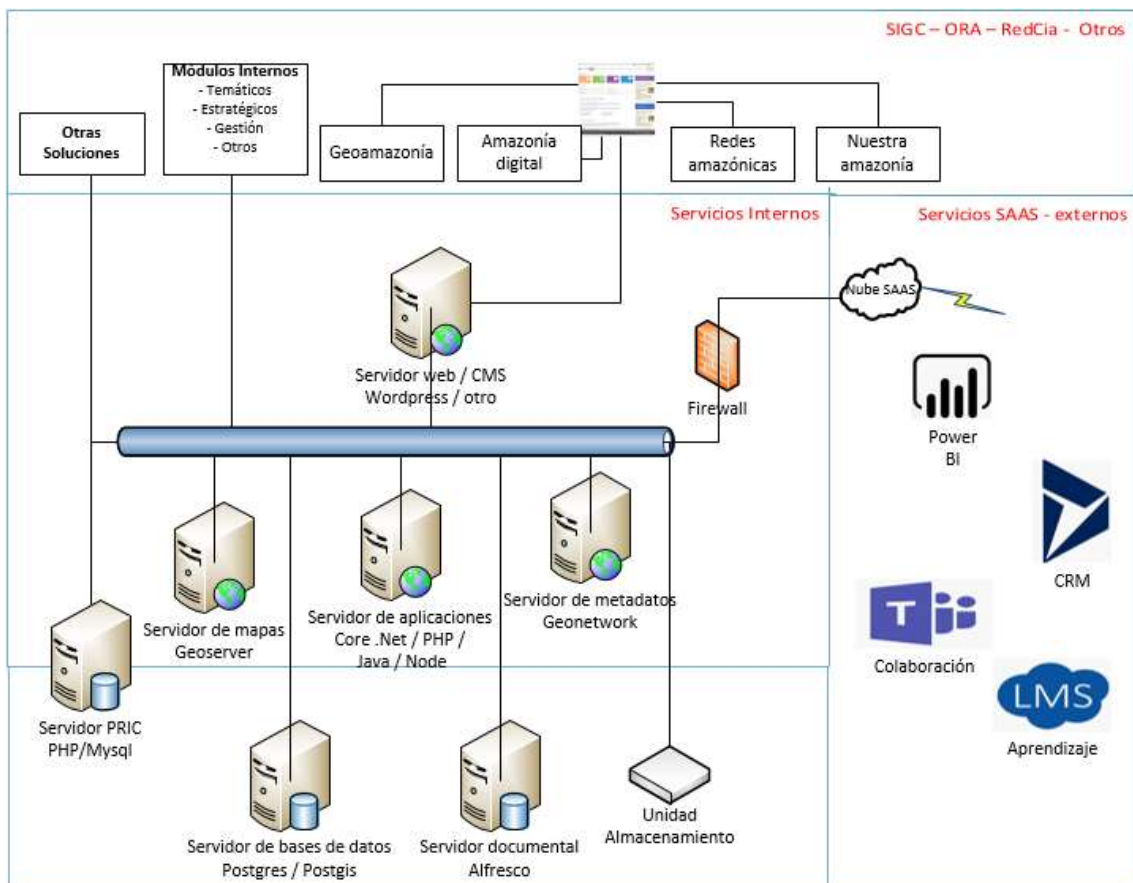 SIGC – ORA – RedCia - Otros
Módulos Internos
- Temáticos
- Estratégicos
- Gestión
- Otros
Otras
Soluciones
Geoamazonía
Amazonía
digital
Redes
amazónicas
Nuestra
amazonía
Servicios Internos
Servicios SAAS - externos
Nube SAAS
Servidor web / CMS
Wordpress / otro
Firewall
Power
BI
CRM
Servidor de mapas
Geoserver
Servidor de aplicaciones
Core .Net / PHP /
Java / Node
Servidor de metadatos
Geonetwork
T
Colaboración
LMS
Aprendizaje
Servidor PRIC
PHP/Mysql
Servidor de bases de datos
Postgres / Postgis
Servidor documental
Alfresco
Unidad
Almacenamiento